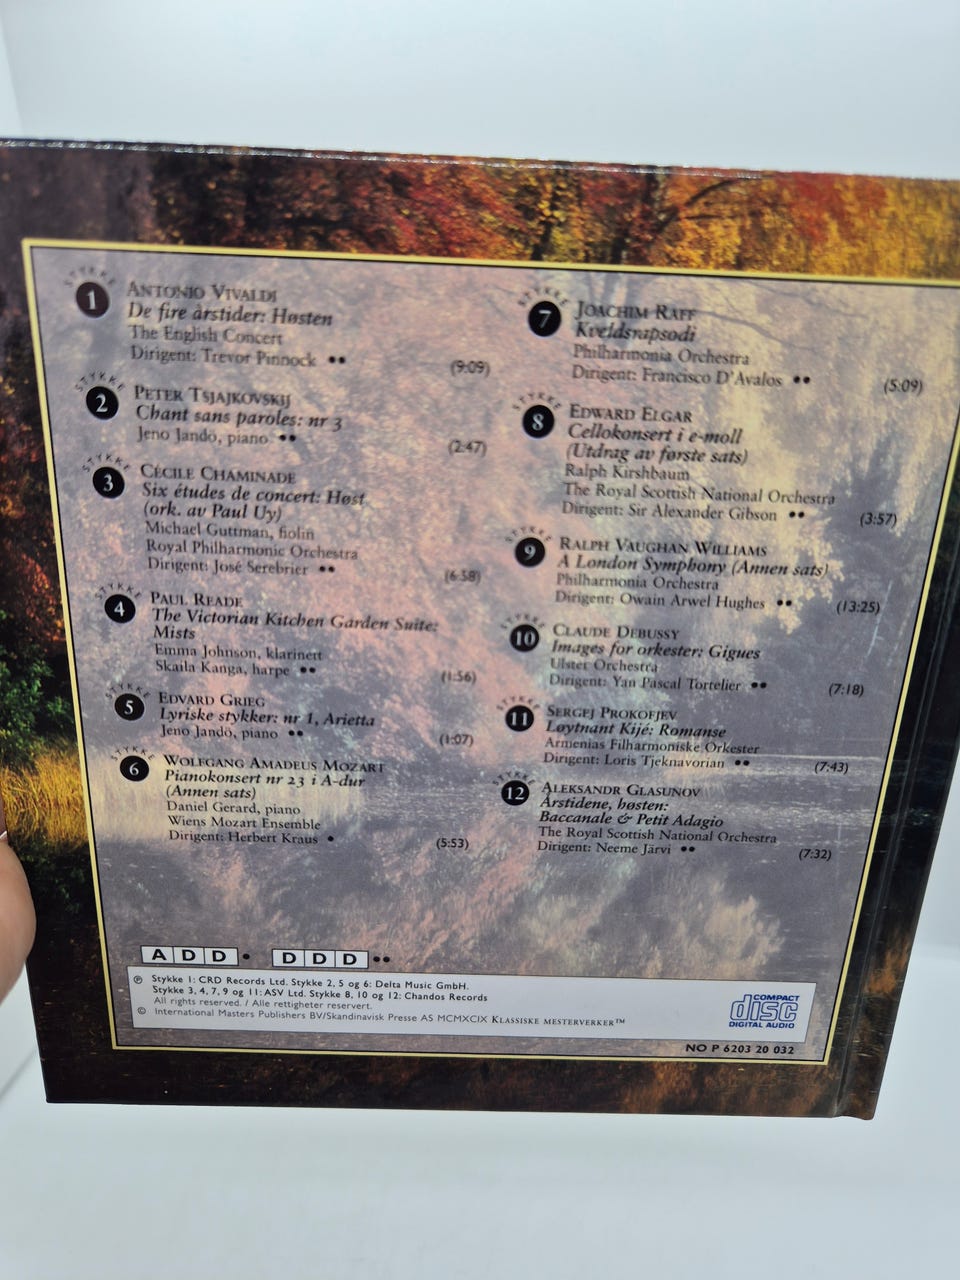 STYKKE
1
ANTONIO VIVALDI
De fire årstider: Høsten
The English Concert
Dirigent: Trevor Pinnock ••
(9:09)
STYKKE
2
PETER TSJAJKOVSKIJ
Chant sans paroles: nr 3
Jeno Jandó, piano ••
(2:47)
STYKKE
3
CÉCILE CHAMINADE
Six études de concert: Høst
(ork. av Paul Uy)
Michael Guttman, fiolin
Royal Philharmonic Orchestra
Dirigent: José Serebrier ••
(6:58)
STYKKE
4
PAUL READE
The Victorian Kitchen Garden Suite:
Mists
Emma Johnson, klarinett
Skaila Kanga, harpe ••
(1:56)
STYKKE
5
EDVARD GRIEG
Lyriske stykker: nr 1, Arietta
Jeno Jandó, piano ••
(1:07)
STYKKE
6
WOLFGANG AMADEUS MOZART
Pianokonsert nr 23 i A-dur
(Annen sats)
Daniel Gerard, piano
Wiens Mozart Ensemble
Dirigent: Herbert Kraus •
(5:53)
STYKKE
7
JOACHIM RAFF
Kveldsrapsodi
Philharmonia Orchestra
Dirigent: Francisco D'Avalos ••
(5:09)
STYKKE
8
EDWARD ELGAR
Cellokonsert i e-moll
(Utdrag av første sats)
Ralph Kirshbaum
The Royal Scottish National Orchestra
Dirigent: Sir Alexander Gibson ••
(3:57)
STYKKE
9
RALPH VAUGHAN WILLIAMS
A London Symphony (Annen sats)
Philharmonia Orchestra
Dirigent: Owain Arwel Hughes ••
(13:25)
STYKKE
10
CLAUDE DEBUSSY
Images for orkester: Gigues
Ulster Orchestra
Dirigent: Yan Pascal Tortelier ••
(7:18)
STYKKE
11
SERGEJ PROKOFJEV
Løytnant Kijé: Romanse
Armenias Filharmoniske Orkester
Dirigent: Loris Tjeknavorian ••
(7:43)
STYKKE
12
ALEKSANDR GLASUNOV
Årstidene, høsten:
Baccanale & Petit Adagio
The Royal Scottish National Orchestra
Dirigent: Neeme Järvi ••
(7:32)
ADD • DDD ••
℗ Stykke 1: CRD Records Ltd. Stykke 2, 5 og 6: Delta Music GmbH.
Stykke 3, 4, 7, 9 og 11: ASV Ltd. Stykke 8, 10 og 12: Chandos Records
All rights reserved. / Alle rettigheter reservert.
© International Masters Publishers BV/Skandinavisk Presse AS MCMXCIX KLASSISKE MESTERVERKER™
COMPACT
disc
DIGITAL AUDIO
NO P 6203 20 032